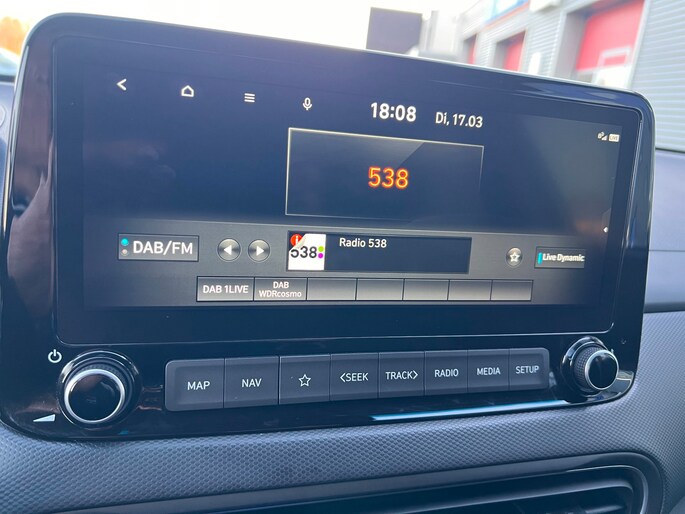 18:08 Di, 17.03
538
DAB/FM
538
Radio 538
Live Dynamic
DAB 1LIVE
DAB
WDRcosmo
MAP
NAV
<SEEK
TRACK>
RADIO
MEDIA
SETUP